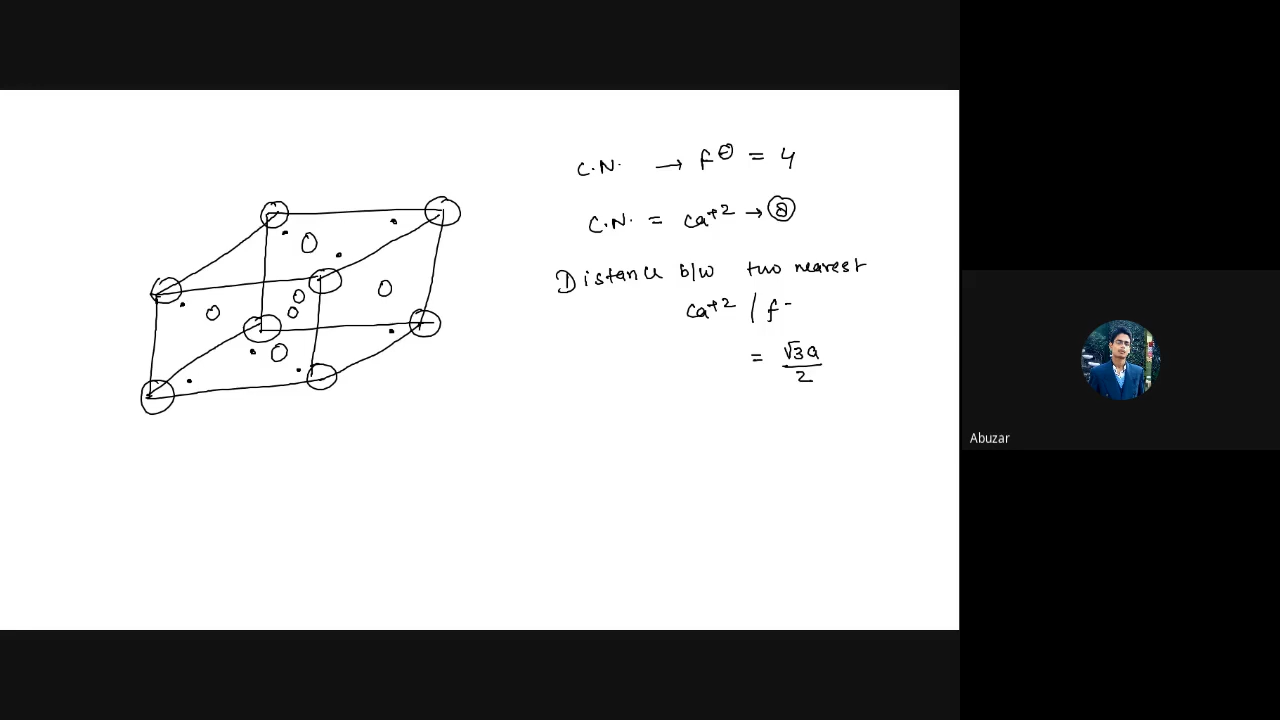 C.N. → F⊖ = 4
C.N. = Ca+2 → ⑧
Distance b/w two nearest
Ca+2 / F-
= √3a/2
Abuzar